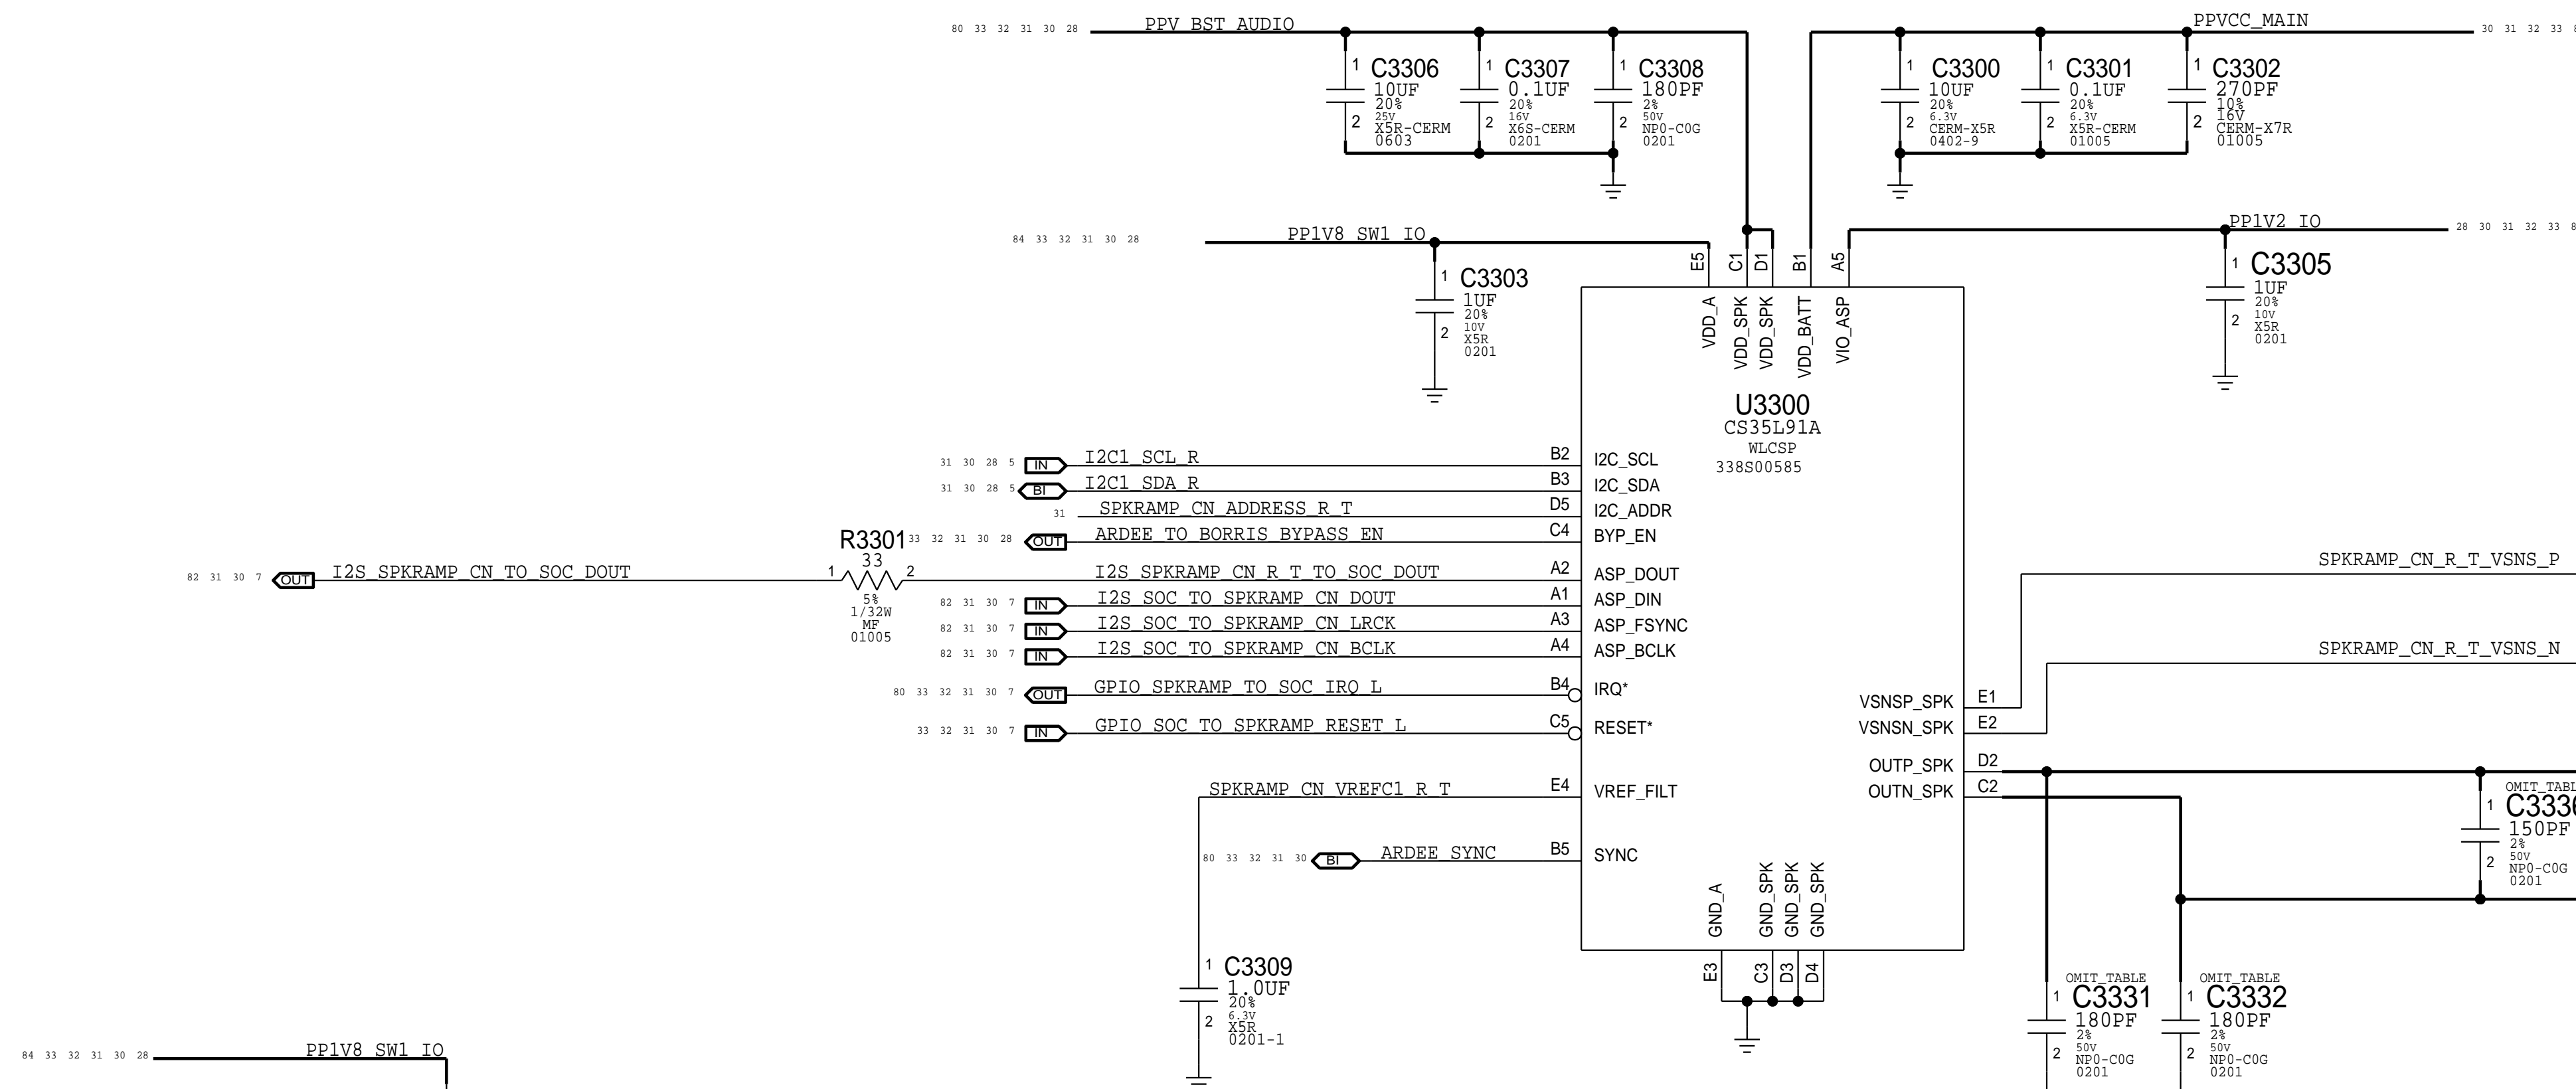 80 33 32 31 30 28 PPV_BST_AUDIO
PPVCC_MAIN 30 31 32 33
1 C3306
10UF
20%
25V
X5R-CERM
2
0603
1 C3307
0.1UF
20%
16V
X6S-CERM
2
0201
1 C3308
180PF
2%
50V
NP0-C0G
2
0201
1 C3300
10UF
20%
6.3V
CERM-X5R
2
0402-9
1 C3301
0.1UF
20%
6.3V
X5R-CERM
2
01005
1 C3302
270PF
10%
16V
CERM-X7R
2
01005
84 33 32 31 30 28 PP1V8_SW1_IO
PP1V2_IO 28 30 31 32 33
1 C3303
1UF
20%
10V
X5R
2
0201
1 C3305
1UF
20%
10V
X5R
2
0201
E5 C1 D1 B1 A5
VDD_A VDD_SPK VDD_SPK VDD_BATT VIO_ASP
U3300
CS35L91A
WLCSP
338S00585
31 30 28 5 IN I2C1_SCL_R B2 I2C_SCL
31 30 28 5 BI I2C1_SDA_R B3 I2C_SDA
31 SPKRAMP_CN_ADDRESS_R_T D5 I2C_ADDR
33 32 31 30 28 OUT ARDEE_TO_BORRIS_BYPASS_EN C4 BYP_EN
R3301
33
82 31 30 7 OUT I2S_SPKRAMP_CN_TO_SOC_DOUT 1 2 I2S_SPKRAMP_CN_R_T_TO_SOC_DOUT A2 ASP_DOUT
5%
1/32W
MF
01005
82 31 30 7 IN I2S_SOC_TO_SPKRAMP_CN_DOUT A1 ASP_DIN
82 31 30 7 IN I2S_SOC_TO_SPKRAMP_CN_LRCK A3 ASP_FSYNC
82 31 30 7 IN I2S_SOC_TO_SPKRAMP_CN_BCLK A4 ASP_BCLK
80 33 32 31 30 7 OUT GPIO_SPKRAMP_TO_SOC_IRQ_L B4 IRQ*
33 32 31 30 7 IN GPIO_SOC_TO_SPKRAMP_RESET_L C5 RESET*
SPKRAMP_CN_VREFC1_R_T E4 VREF_FILT
80 33 32 31 30 BI ARDEE_SYNC B5 SYNC
SPKRAMP_CN_R_T_VSNS_P
SPKRAMP_CN_R_T_VSNS_N
VSNSP_SPK E1
VSNSN_SPK E2
OUTP_SPK D2
OUTN_SPK C2
GND_A GND_SPK GND_SPK GND_SPK
E3 C3 D3 D4
OMIT_TABL
1 C3336
150PF
2%
50V
NP0-C0G
2
0201
1 C3309
1.0UF
20%
6.3V
X5R
2
0201-1
OMIT_TABLE
1 C3331
180PF
2%
50V
NP0-C0G
2
0201
OMIT_TABLE
1 C3332
180PF
2%
50V
NP0-C0G
2
0201
84 33 32 31 30 28 PP1V8_SW1_IO